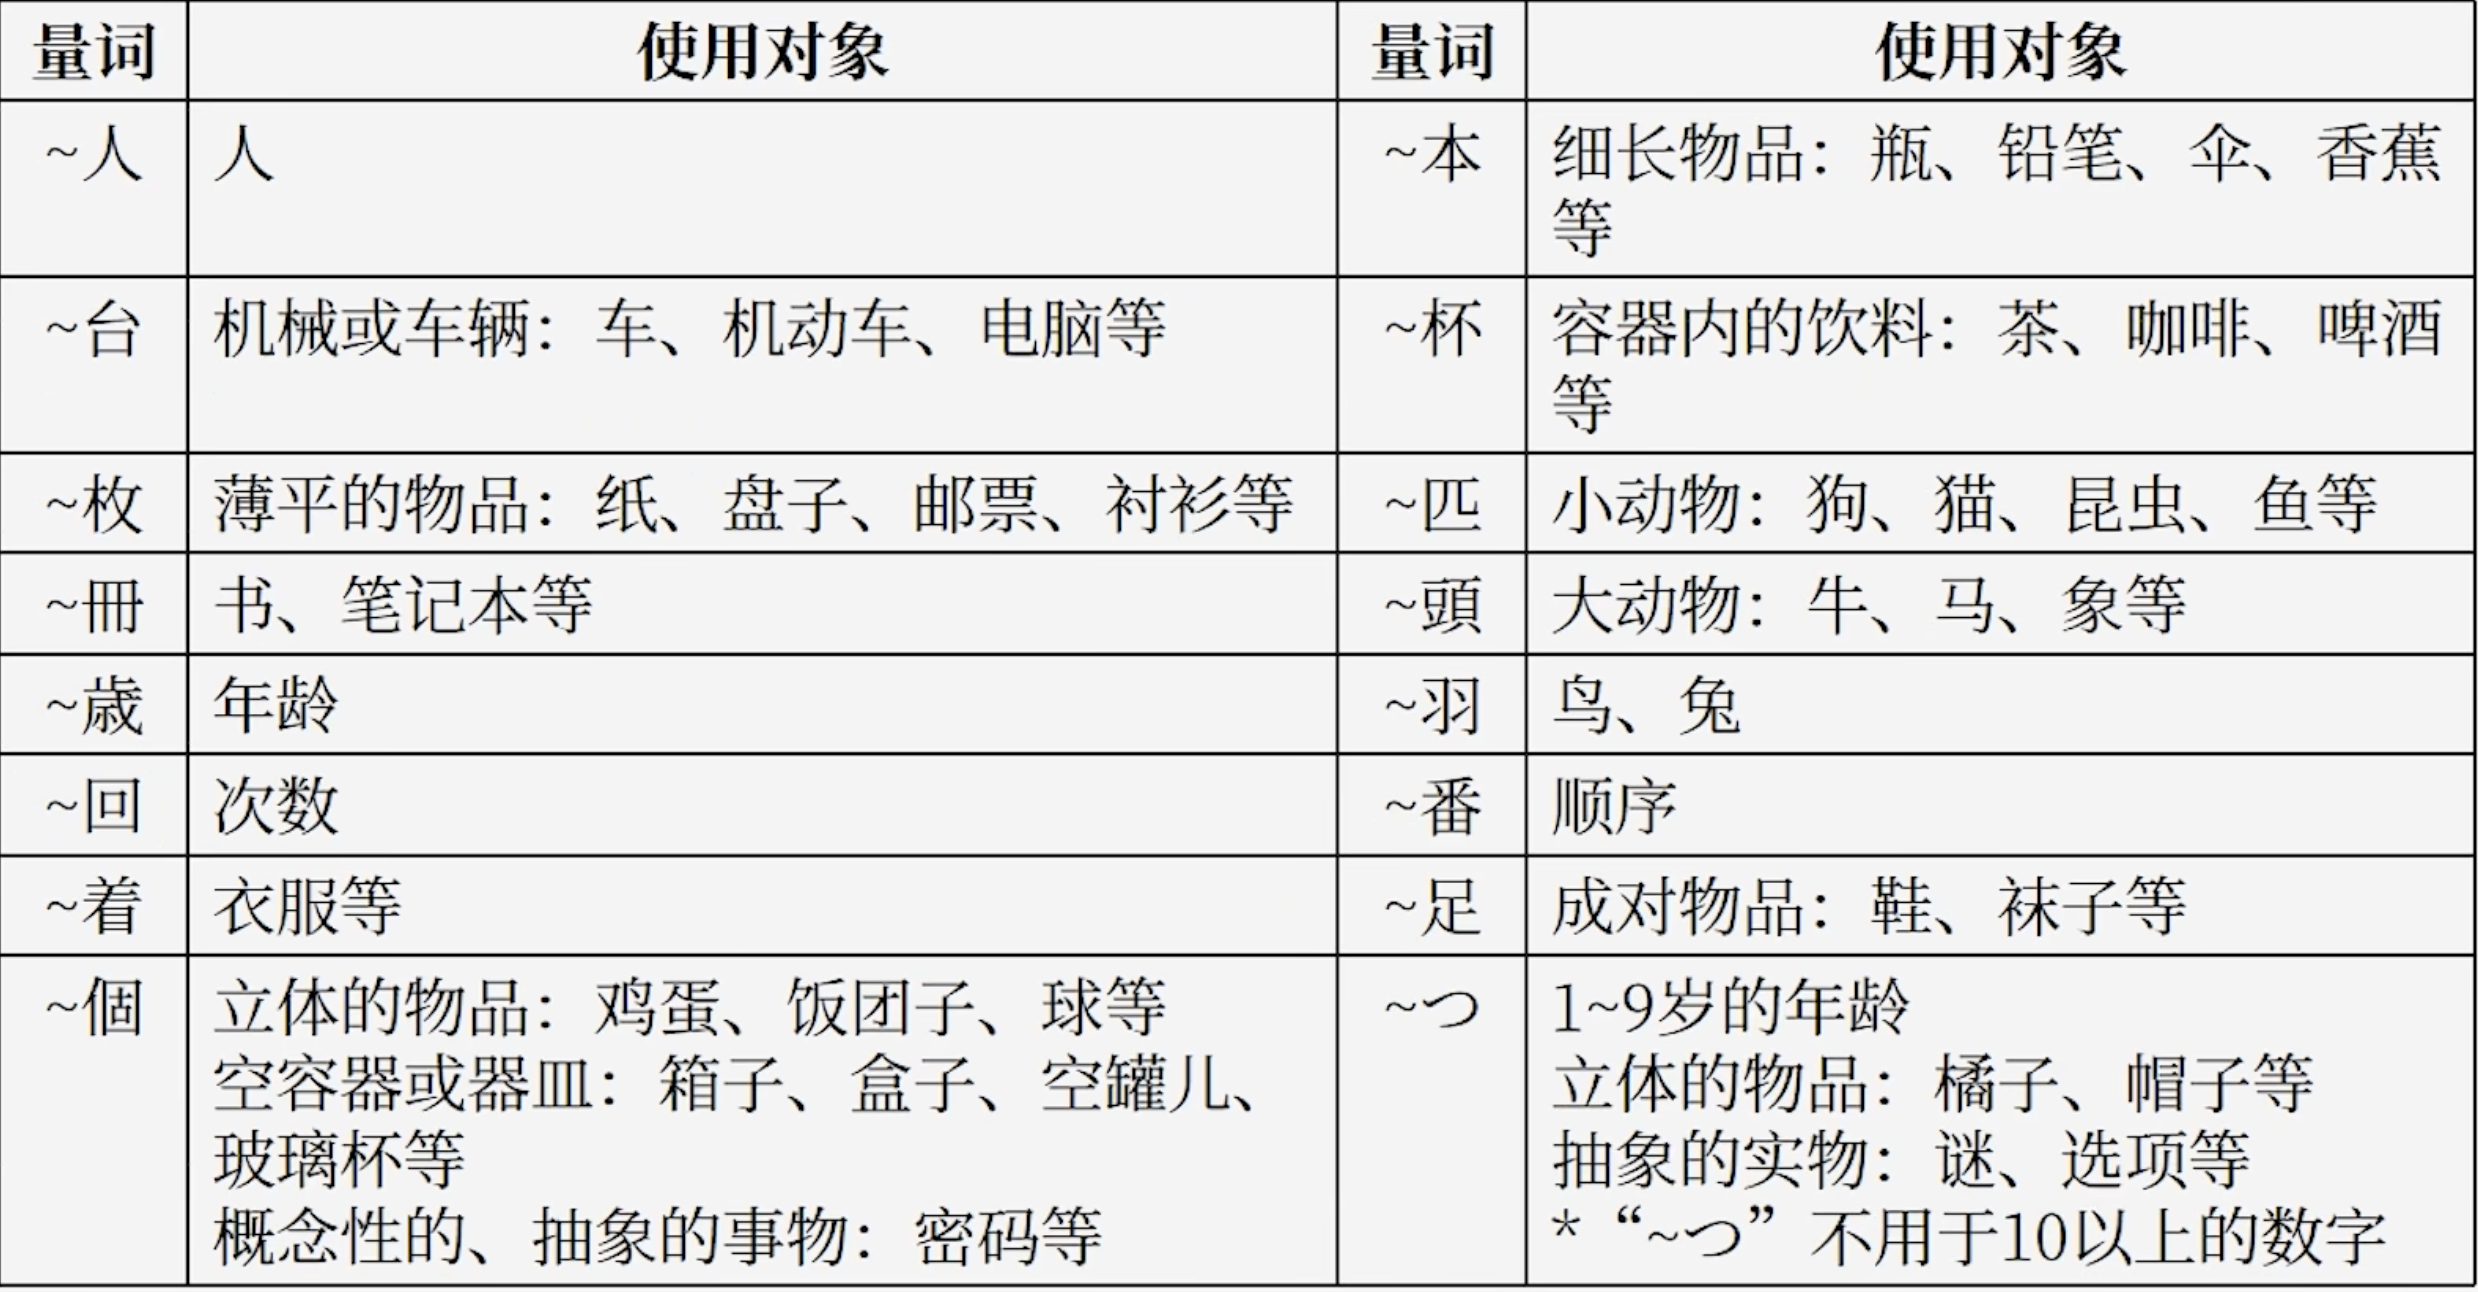 量词 使用对象 量词 使用对象
~人 人 ~本 细长物品：瓶、铅笔、伞、香蕉
等
~台 机械或车辆：车、机动车、电脑等 ~杯 容器内的饮料：茶、咖啡、啤酒
等
~枚 薄平的物品：纸、盘子、邮票、衬衫等 ~匹 小动物：狗、猫、昆虫、鱼等
~冊 书、笔记本等 ~頭 大动物：牛、马、象等
~歳 年龄 ~羽 鸟、兔
~回 次数 ~番 顺序
~着 衣服等 ~足 成对物品：鞋、袜子等
~個 立体的物品：鸡蛋、饭团子、球等 ~つ 1~9岁的年龄
空容器或器皿：箱子、盒子、空罐儿、 立体的物品：橘子、帽子等
玻璃杯等 抽象的实物：谜、选项等
概念性的、抽象的事物：密码等 *“~つ”不用于10以上的数字